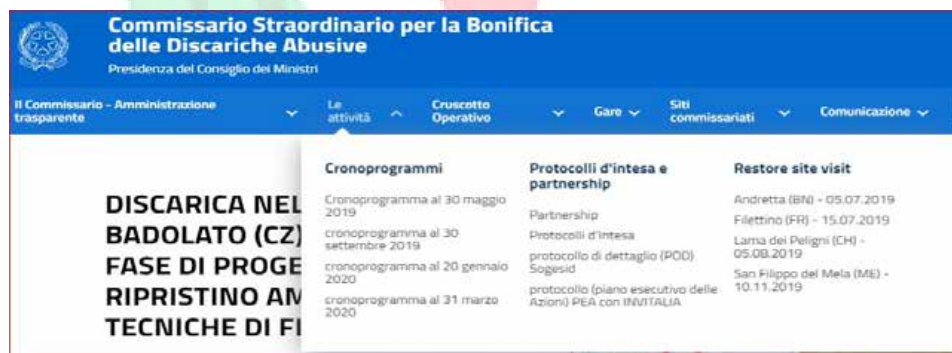 Commissario Straordinario per la Bonifica
delle Discariche Abusive
Presidenza del Consiglio dei Ministri
Il Commissario - Amministrazione
trasparente
Le
attività
Cruscotto
Operativo
Gare
Siti
commissariati
Comunicazione
Cronoprogrammi
Cronoprogramma al 30 maggio
2019
cronoprogramma al 30
settembre 2019
cronoprogramma al 20 gennaio
2020
cronoprogramma al 31 marzo
2020
Protocolli d'intesa e
partnership
Partnership
Protocolli d'Intesa
protocollo di dettaglio (POD)
Sogesid
protocollo (piano esecutivo delle
Azioni) PEA con INVITALIA
Restore site visit
Andretta (BN) - 05.07.2019
Filettino (FR) - 15.07.2019
Lama dei Peligni (CH) -
05.08.2019
San Filippo del Mela (ME) -
10.11.2019
DISCARICA NEL
BADOLATO (CZ)
FASE DI PROGE
RIPRISTINO AM
TECNICHE DI FI